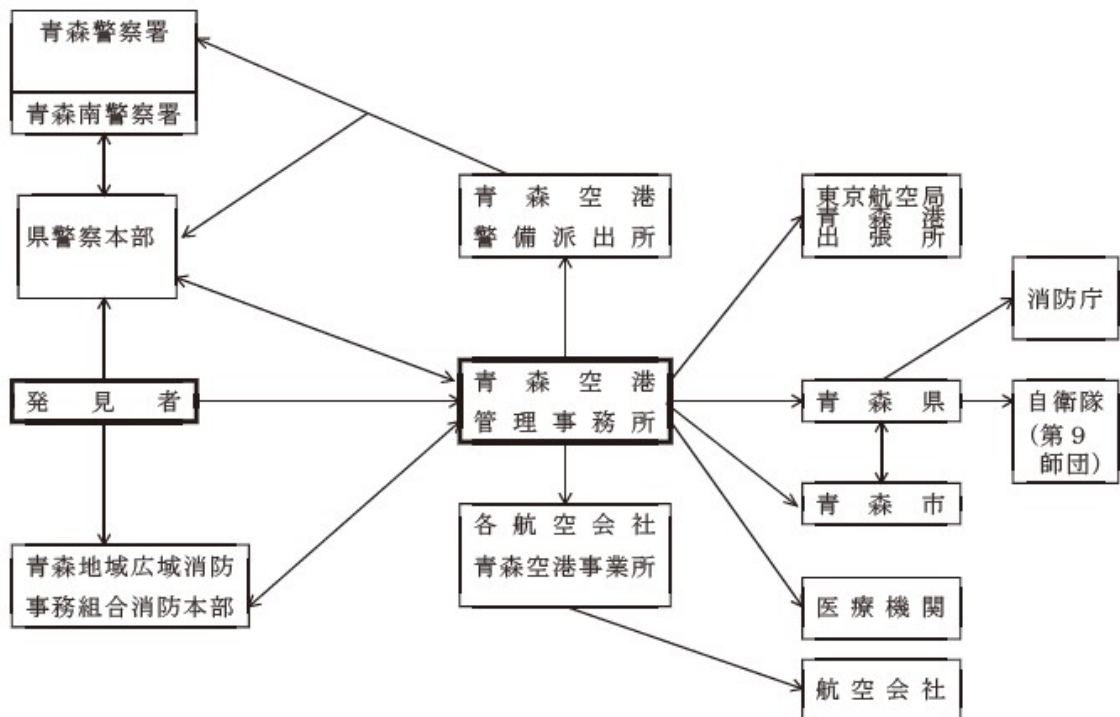 青森警察署
青森南警察署
県警察本部
発見者
青森地域広域消防
事務組合消防本部
青森空港
警備派出所
青森空港
管理事務所
各航空会社
青森空港事業所
東京航空局
青森港
出張所
青森県
青森市
医療機関
航空会社
消防庁
自衛隊
(第9
師団)